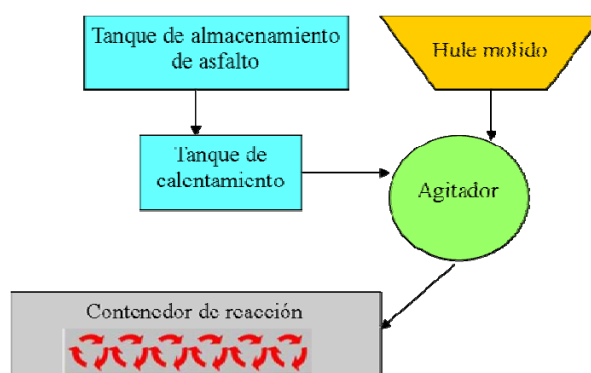 Tanque de almacenamiento
de asfalto
Hule molido
Tanque de
calentamiento
Agitador
Contenedor de reacción